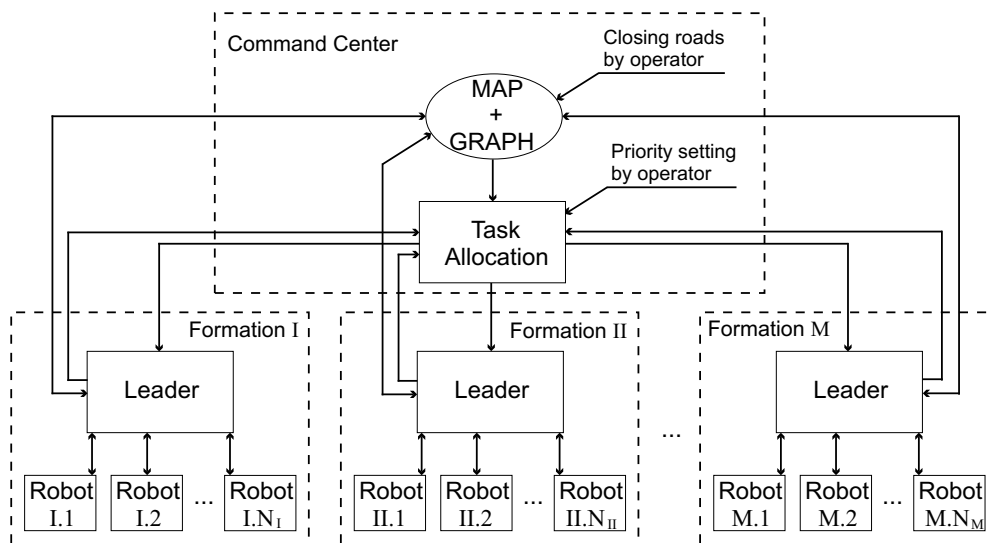 Command Center
Closing roads
by operator
MAP
+
GRAPH
Priority setting
by operator
Task
Allocation
Formation I
Formation II
Formation M
Leader
Leader
Leader
...
Robot
I.1
Robot
I.2
...
Robot
I.N_I
Robot
II.1
Robot
II.2
...
Robot
II.N_II
Robot
M.1
Robot
M.2
...
Robot
M.N_M